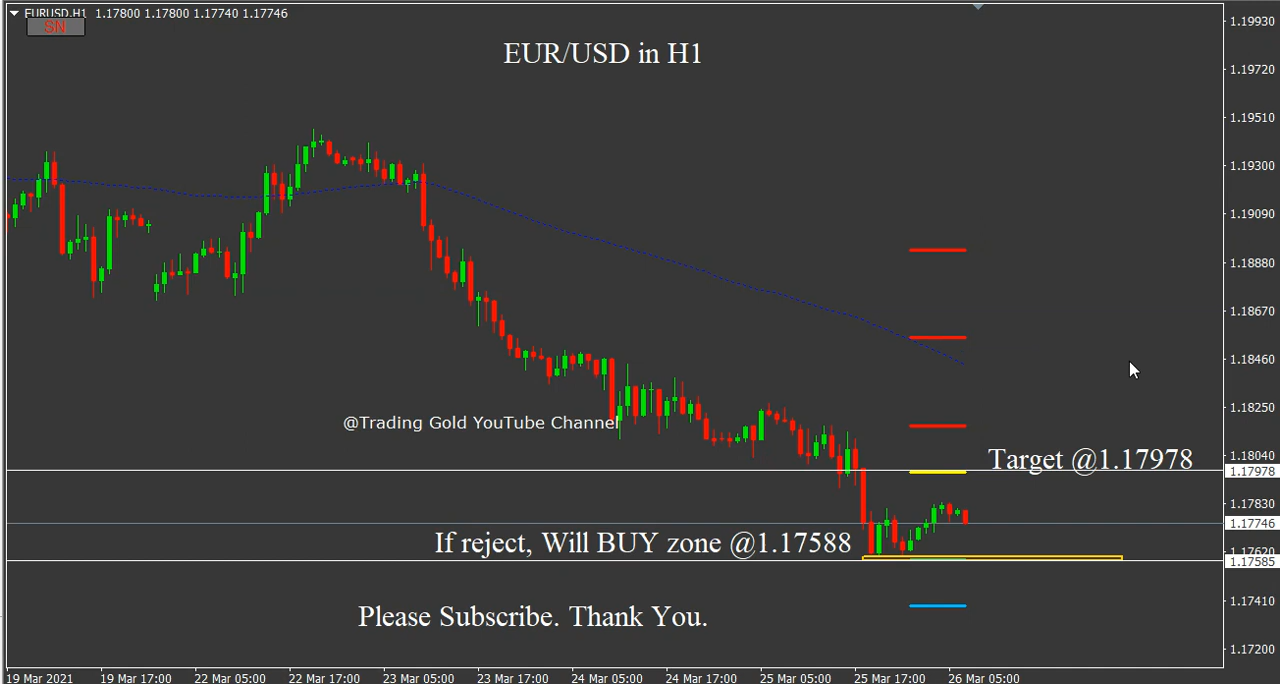 EURUSD,H1 1.17800 1.17800 1.17740 1.17746
SN
EUR/USD in H1
1.19930
1.19720
1.19510
1.19300
1.19090
1.18880
1.18670
1.18460
1.18250
@Trading Gold YouTube Channel
Target @1.17978
1.18040
1.17978
1.17830
1.17746
If reject, Will BUY zone @1.17588
1.17620
1.17585
1.17410
Please Subscribe. Thank You.
1.17200
19 Mar 2021 19 Mar 17:00 22 Mar 05:00 22 Mar 17:00 23 Mar 05:00 23 Mar 17:00 24 Mar 05:00 24 Mar 17:00 25 Mar 05:00 25 Mar 17:00 26 Mar 05:00